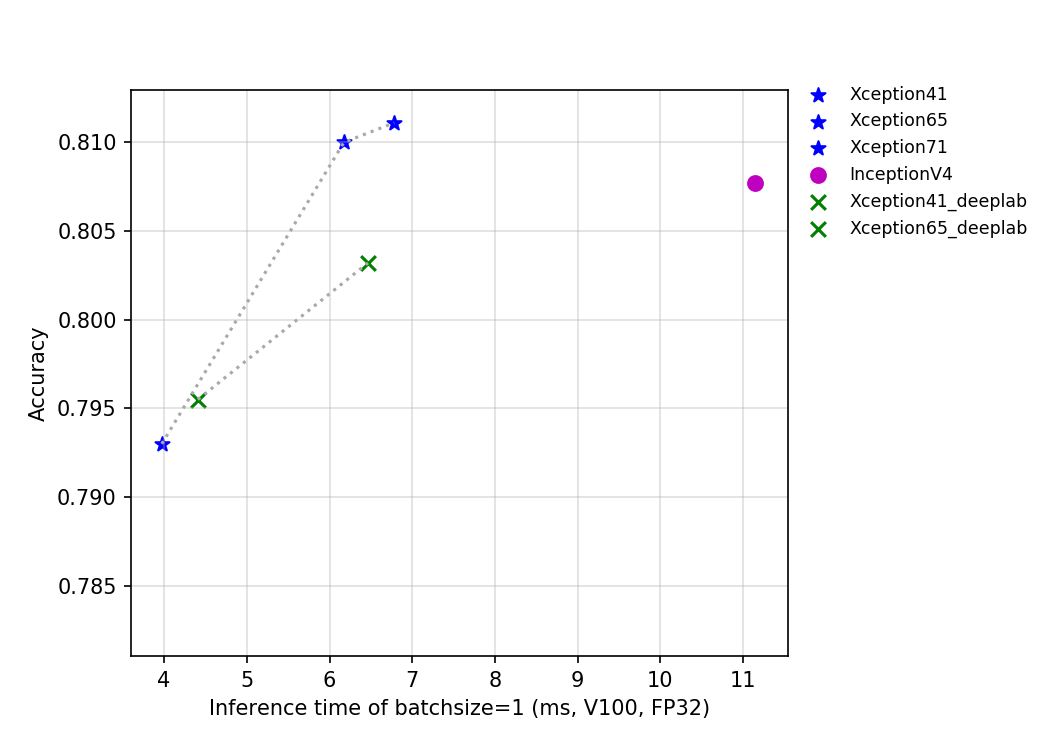 Xception41
Xception65
Xception71
InceptionV4
Xception41_deeplab
Xception65_deeplab
0.810
0.805
0.800
0.795
0.790
0.785
Accuracy
4 5 6 7 8 9 10 11
Inference time of batchsize=1 (ms, V100, FP32)